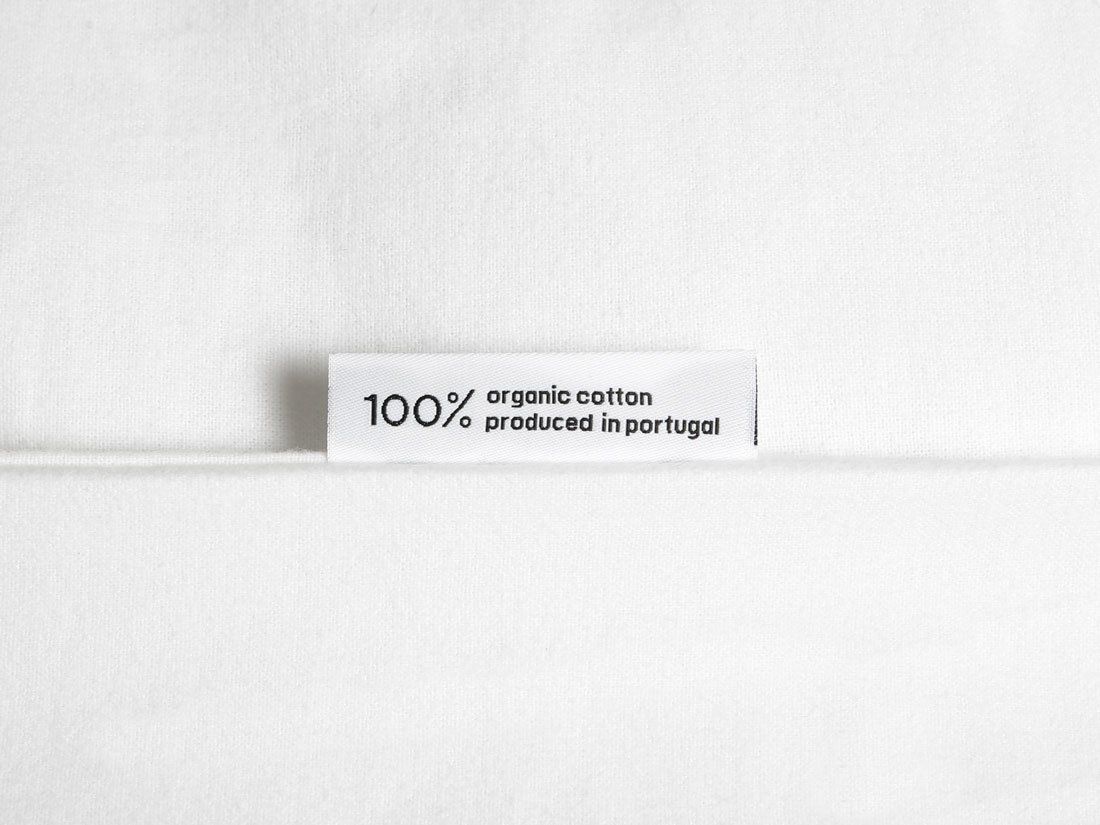 100% organic cotton
produced in portugal